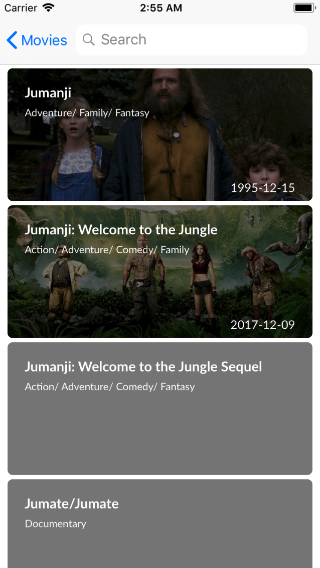 Carrier 2:55 AM
Movies Search
Jumanji
Adventure/ Family/ Fantasy
1995-12-15
Jumanji: Welcome to the Jungle
Action/ Adventure/ Comedy/ Family
2017-12-09
Jumanji: Welcome to the Jungle Sequel
Action/ Adventure/ Comedy/ Fantasy
Jumate/Jumate
Documentary